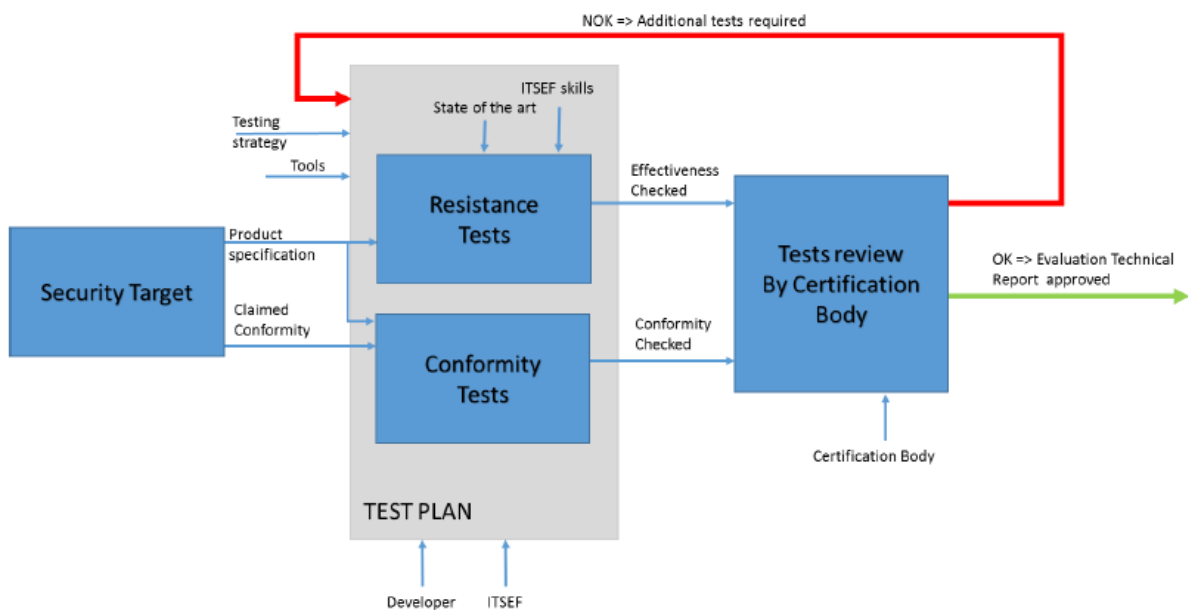 NOK => Additional tests required
ITSEF skills
State of the art
Testing
strategy
Tools
Resistance
Tests
Effectiveness
Checked
Product
specification
Security Target
Claimed
Conformity
Conformity
Tests
Conformity
Checked
Tests review
By Certification
Body
OK => Evaluation Technical
Report approved
Certification Body
TEST PLAN
Developer
ITSEF